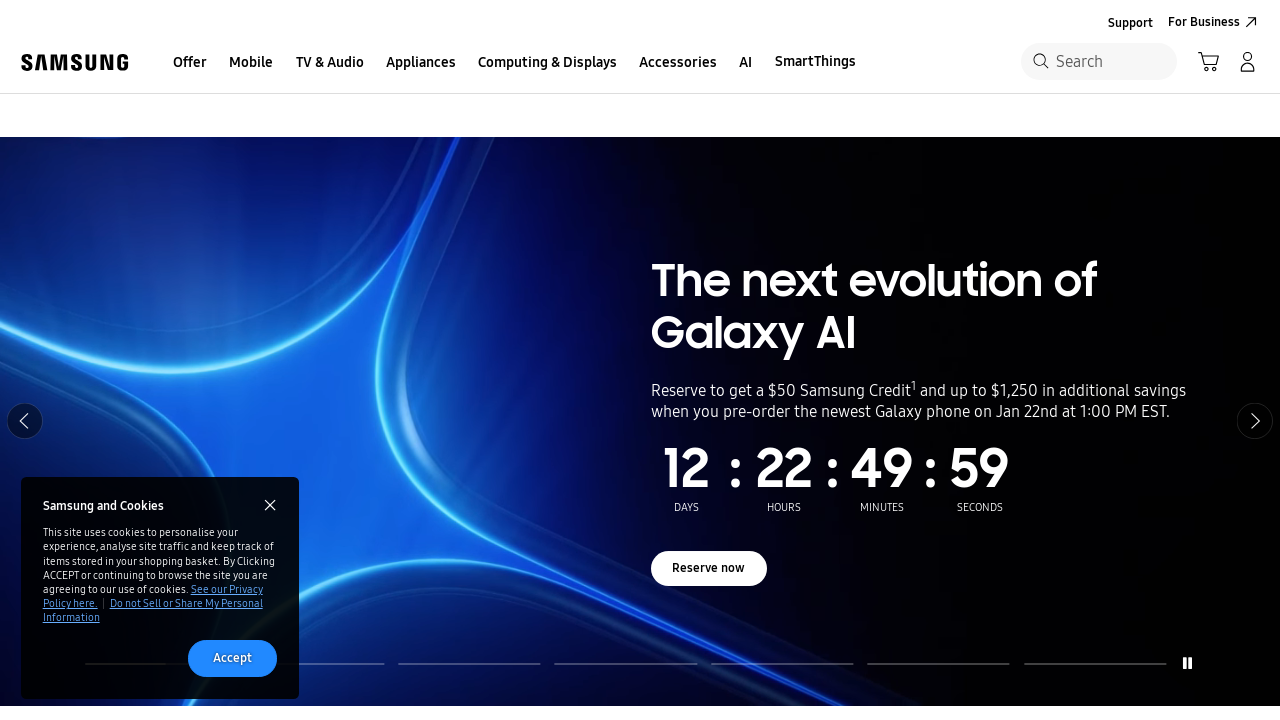 Support
For Business
SAMSUNG
Offer
Mobile
TV & Audio
Appliances
Computing & Displays
Accessories
AI
SmartThings
Search
The next evolution of
Galaxy AI
Reserve to get a $50 Samsung Credit1 and up to $1,250 in additional savings
when you pre-order the newest Galaxy phone on Jan 22nd at 1:00 PM EST.
12 : 22 : 49 : 59
DAYS HOURS MINUTES SECONDS
Reserve now
Samsung and Cookies
This site uses cookies to personalise your
experience, analyse site traffic and keep track of
items stored in your shopping basket. By Clicking
ACCEPT or continuing to browse the site you are
agreeing to our use of cookies. See our Privacy
Policy here. | Do not Sell or Share My Personal
Information
Accept